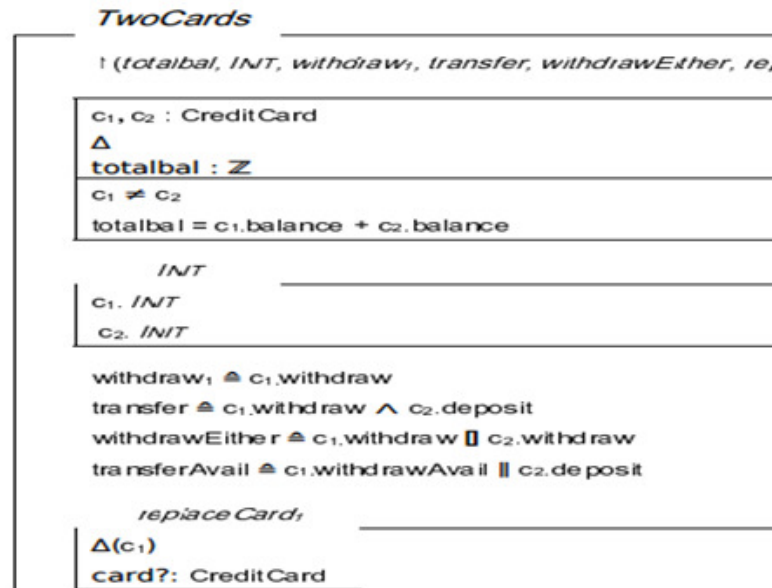 TwoCards
↾(totalbal, INIT, withdraw₁, transfer, withdrawEither,
c₁, c₂ : CreditCard
Δ
totalbal : ℤ
c₁ ≠ c₂
totalbal = c₁.balance + c₂.balance
INIT
c₁. INIT
c₂. INIT
withdraw₁ ≙ c₁.withdraw
transfer ≙ c₁.withdraw ∧ c₂.deposit
withdrawEither ≙ c₁.withdraw [] c₂.withdraw
transferAvail ≙ c₁.withdrawAvail ‖ c₂.deposit
replaceCard₁
Δ(c₁)
card?: CreditCard